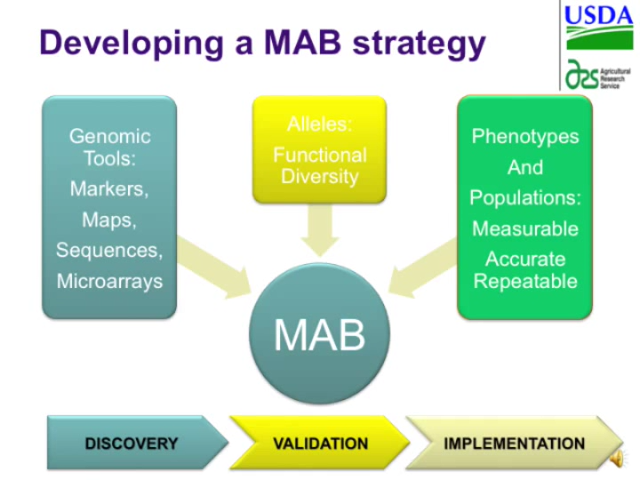 Developing a MAB strategy
USDA
ars Agricultural
Research
Service
Genomic
Tools:
Markers,
Maps,
Sequences,
Microarrays
Alleles:
Functional
Diversity
Phenotypes
And
Populations:
Measurable
Accurate
Repeatable
MAB
DISCOVERY
VALIDATION
IMPLEMENTATION